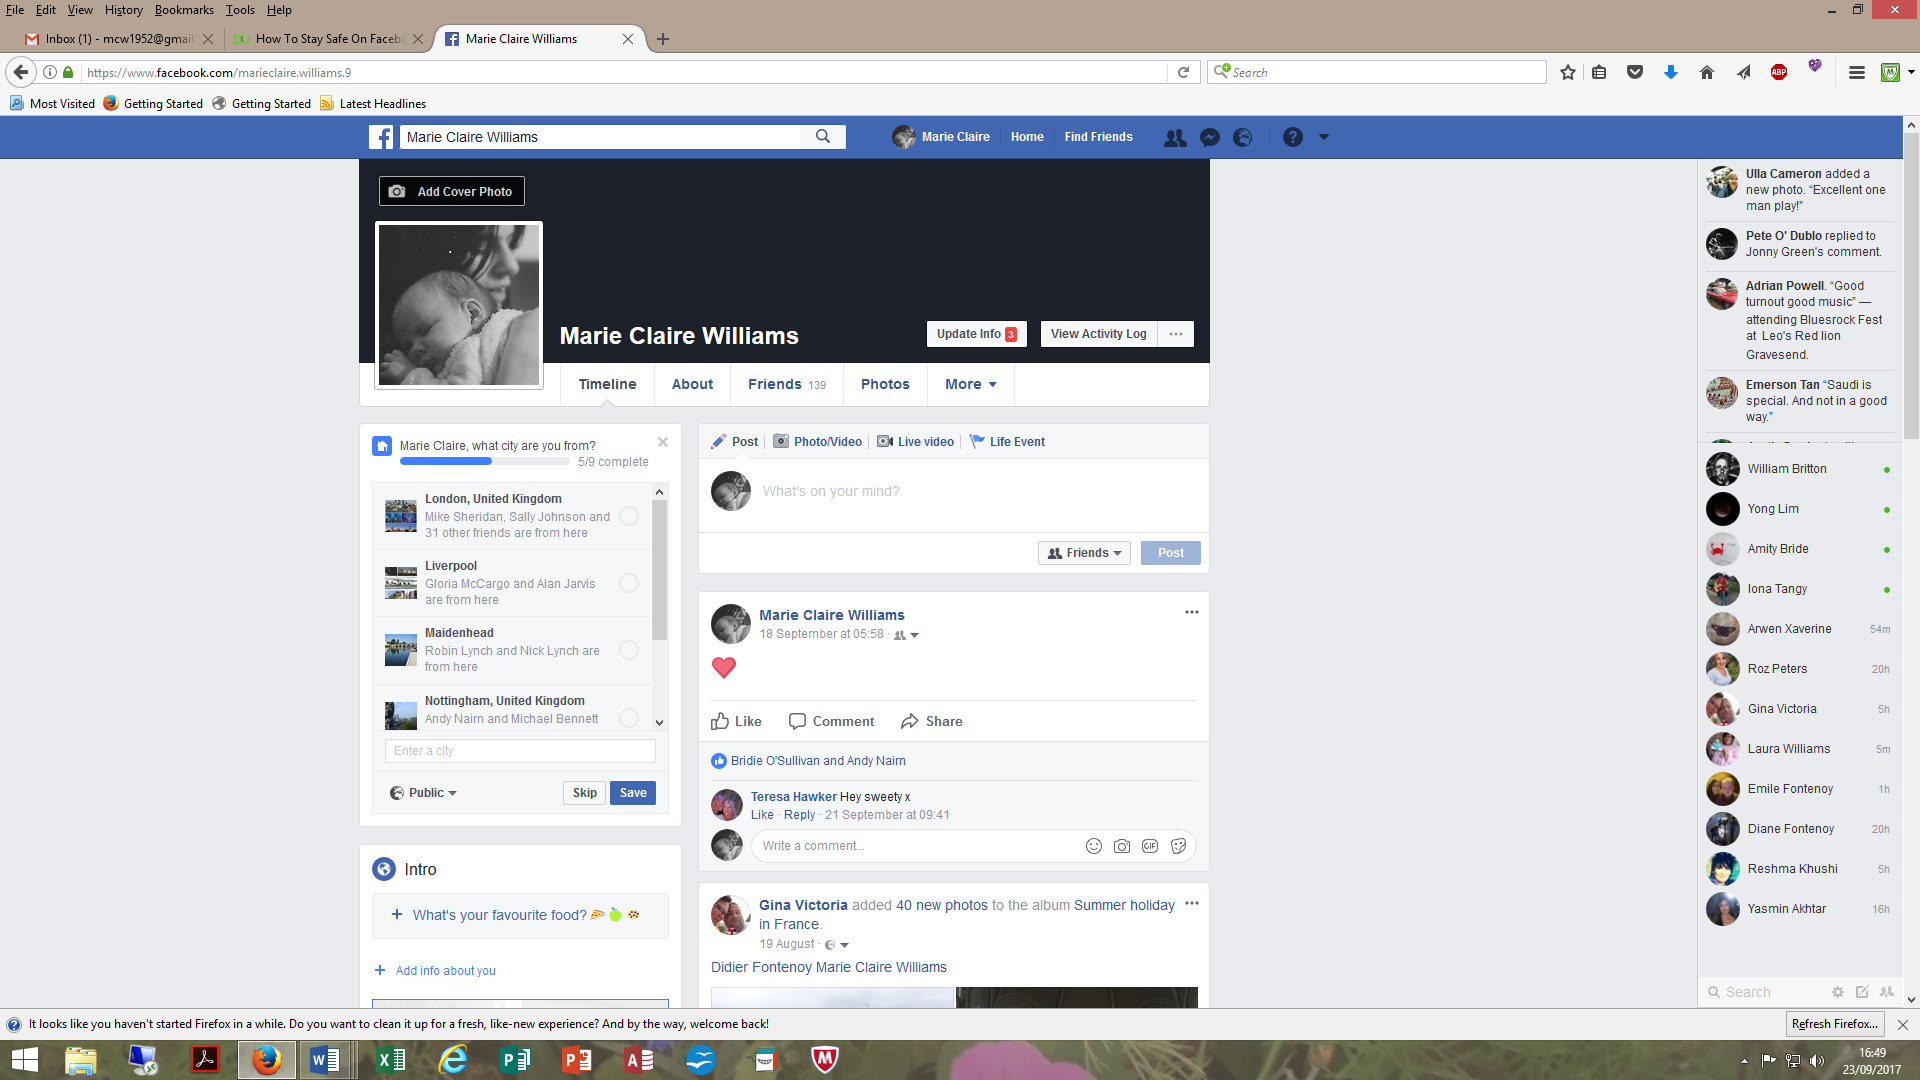 File Edit View History Bookmarks Tools Help
Inbox (1) - mcw1952@gmail
How To Stay Safe On Facebo
Marie Claire Williams
https://www.facebook.com/marieclaire.williams.9
Search
ABP
Most Visited Getting Started Getting Started Latest Headlines
Marie Claire Williams
Marie Claire Home Find Friends
Add Cover Photo
Marie Claire Williams
Update Info 3
View Activity Log
Timeline About Friends 139 Photos More
Marie Claire, what city are you from?
5/9 complete
London, United Kingdom
Mike Sheridan, Sally Johnson and
31 other friends are from here
Liverpool
Gloria McCargo and Alan Jarvis
are from here
Maidenhead
Robin Lynch and Nick Lynch are
from here
Nottingham, United Kingdom
Andy Nairn and Michael Bennett
Enter a city
Public Skip Save
Intro
+ What's your favourite food?
+ Add info about you
Post Photo/Video Live video Life Event
What's on your mind?
Friends Post
Marie Claire Williams
18 September at 05:58 ·
Like Comment Share
Bridie O'Sullivan and Andy Nairn
Teresa Hawker Hey sweety x
Like · Reply · 21 September at 09:41
Write a comment...
GIF
Gina Victoria added 40 new photos to the album Summer holiday
in France.
19 August ·
Didier Fontenoy Marie Claire Williams
Ulla Cameron added a
new photo. “Excellent one
man play!”
Pete O' Dublo replied to
Jonny Green's comment.
Adrian Powell. “Good
turnout good music” —
attending Bluesrock Fest
at Leo's Red lion
Gravesend.
Emerson Tan “Saudi is
special. And not in a good
way.”
William Britton
Yong Lim
Amity Bride
Iona Tangy
Arwen Xaverine 54m
Roz Peters 20h
Gina Victoria 5h
Laura Williams 5m
Emile Fontenoy 1h
Diane Fontenoy 20h
Reshma Khushi 5h
Yasmin Akhtar 16h
Search
It looks like you haven't started Firefox in a while. Do you want to clean it up for a fresh, like-new experience? And by the way, welcome back!
Refresh Firefox...
16:49
23/09/2017